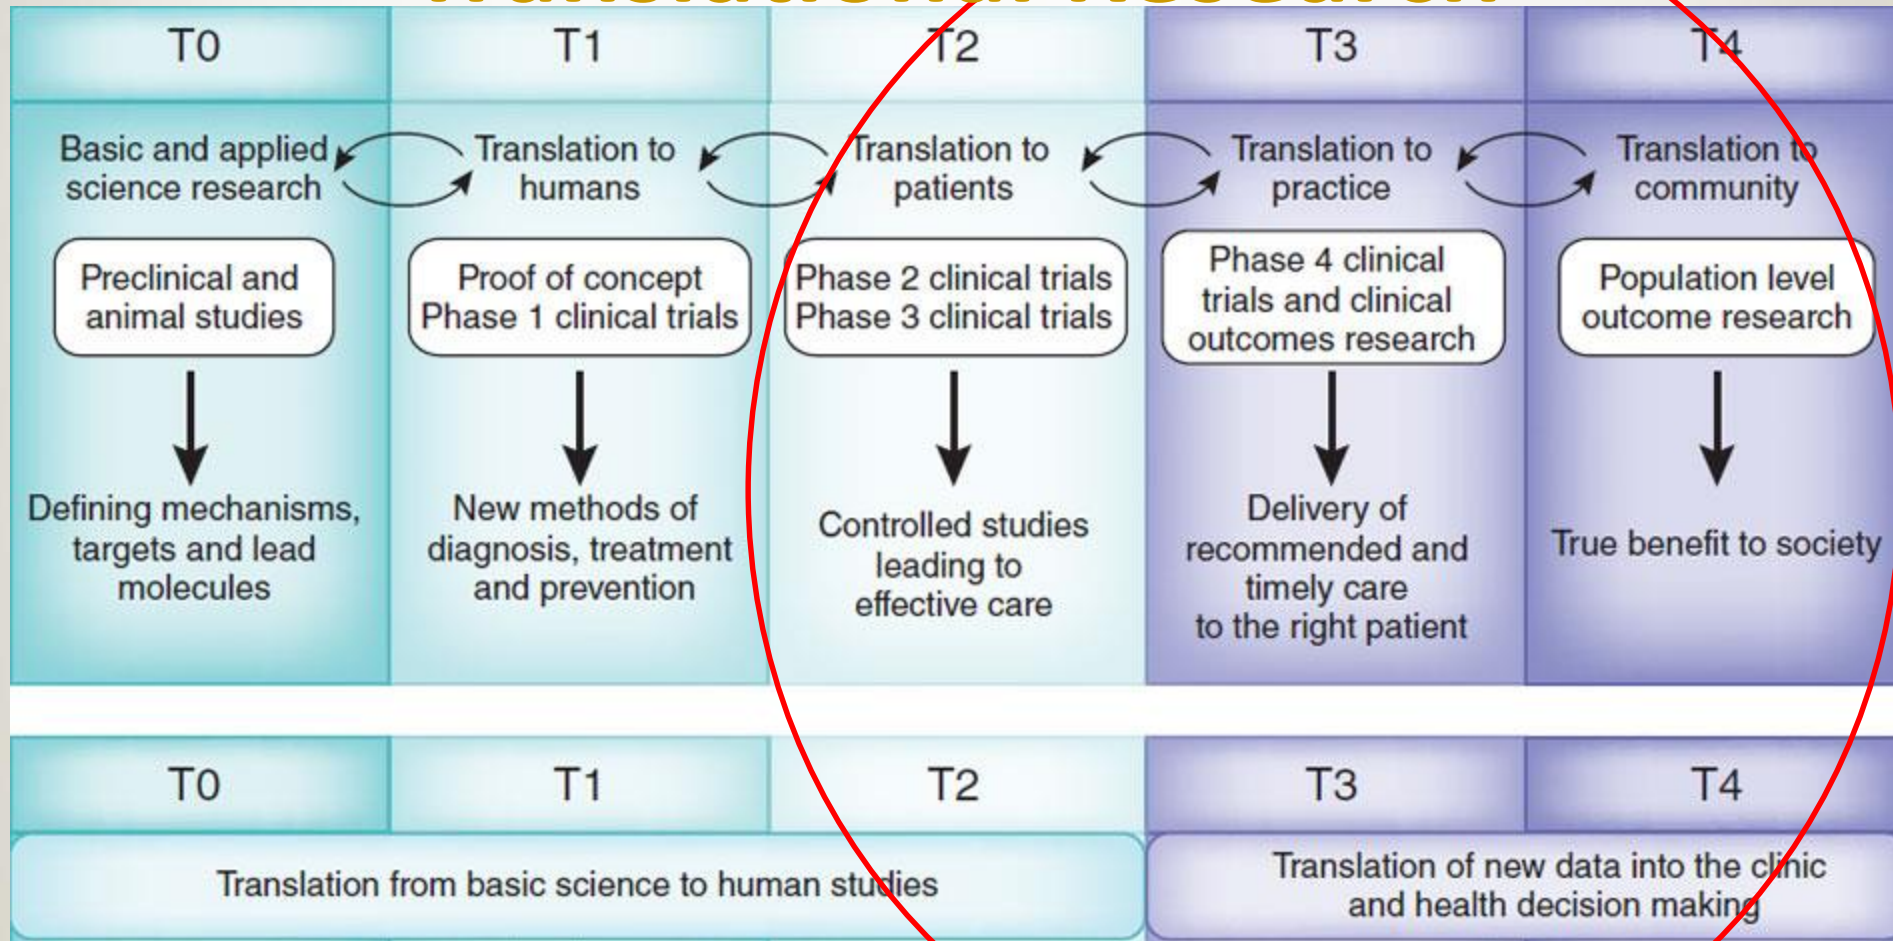 Translational Research
T0
T1
T2
T3
T4
Basic and applied
science research
Translation to
humans
Translation to
patients
Translation to
practice
Translation to
community
Preclinical and
animal studies
Proof of concept
Phase 1 clinical trials
Phase 2 clinical trials
Phase 3 clinical trials
Phase 4 clinical
trials and clinical
outcomes research
Population level
outcome research
Defining mechanisms,
targets and lead
molecules
New methods of
diagnosis, treatment
and prevention
Controlled studies
leading to
effective care
Delivery of
recommended and
timely care
to the right patient
True benefit to society
T0
T1
T2
T3
T4
Translation from basic science to human studies
Translation of new data into the clinic
and health decision making